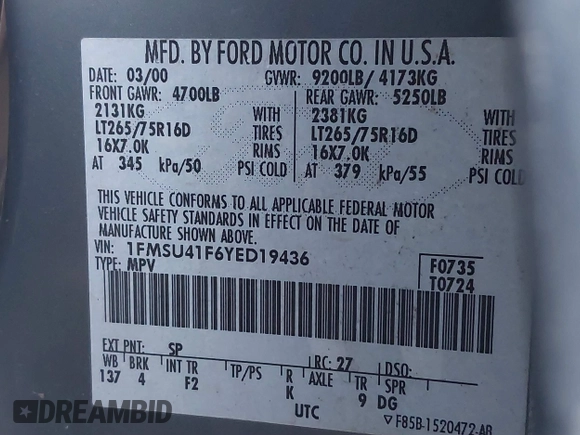 MFD. BY FORD MOTOR CO. IN U.S.A.
DATE: 03/00 GVWR: 9200LB/ 4173KG
FRONT GAWR: 4700LB REAR GAWR: 5250LB
2131KG WITH 2381KG WITH
LT265/75R16D TIRES LT265/75R16D TIRES
16X7.0K RIMS 16X7.0K RIMS
AT 345 kPa/50 PSI COLD AT 379 kPa/55 PSI COLD
THIS VEHICLE CONFORMS TO ALL APPLICABLE FEDERAL MOTOR
VEHICLE SAFETY STANDARDS IN EFFECT ON THE DATE OF
MANUFACTURE SHOWN ABOVE.
VIN: 1FMSU41F6YED19436
TYPE: MPV
F0735
T0724
EXT PNT: SP RC: 27 DSO:
WB BRK INT TR TP/PS R AXLE TR SPR
137 4 F2 K 9 DG
UTC
F85B-1520472-AB
DREAMBID